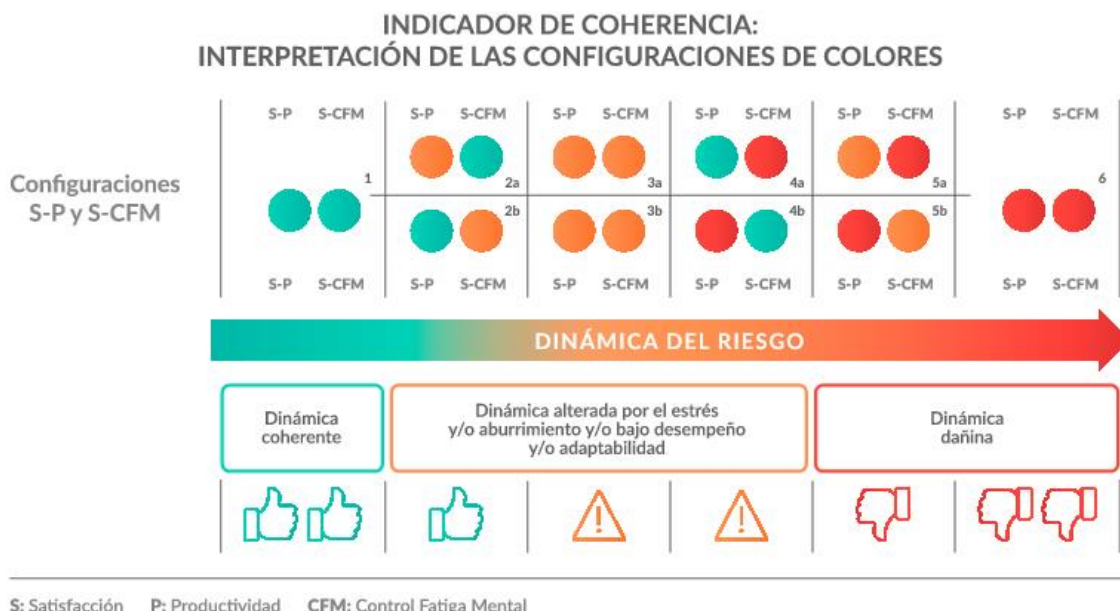 INDICADOR DE COHERENCIA:
INTERPRETACIÓN DE LAS CONFIGURACIONES DE COLORES
S-P S-CFM S-P S-CFM S-P S-CFM S-P S-CFM S-P S-CFM S-P S-CFM
Configuraciones
S-P y S-CFM
1 2a 3a 4a 5a 6
2b 3b 4b 5b
S-P S-CFM S-P S-CFM S-P S-CFM S-P S-CFM S-P S-CFM S-P S-CFM
DINÁMICA DEL RIESGO
Dinámica
coherente
Dinámica alterada por el estrés
y/o aburrimiento y/o bajo desempeño
y/o adaptabilidad
Dinámica
dañina
S: Satisfacción P: Productividad CFM: Control Fatiga Mental